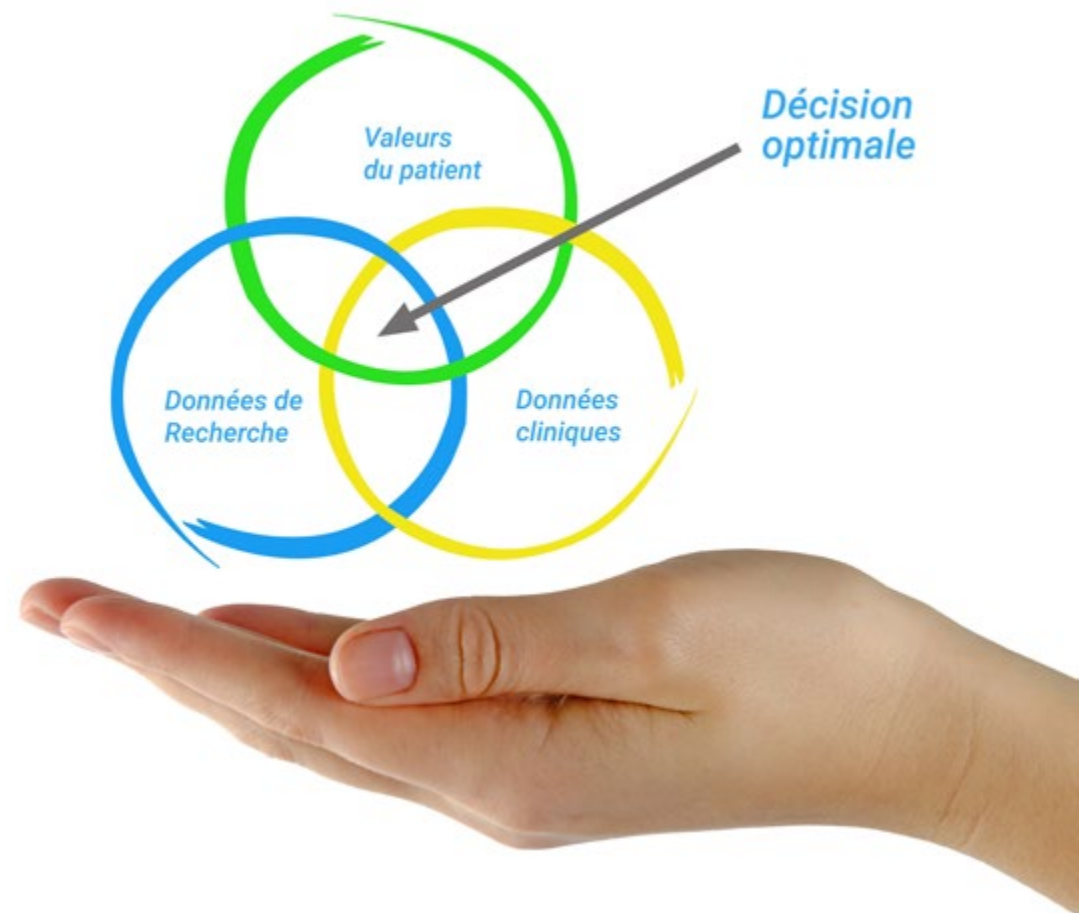 Valeurs
du patient
Décision
optimale
Données de
Recherche
Données
cliniques